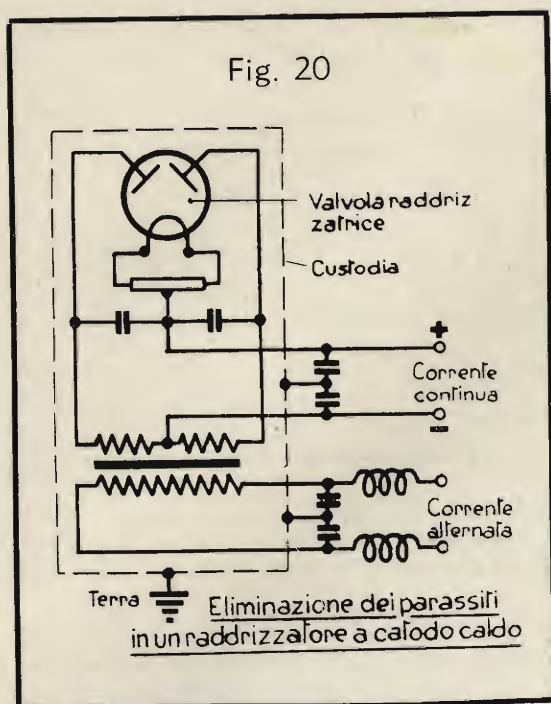 Fig. 20
Valvola raddriz
zatrice
Custodia
+
Corrente
continua
−
Corrente
alternata
Terra
Eliminazione dei parassiti
in un raddrizzatore a catodo caldo